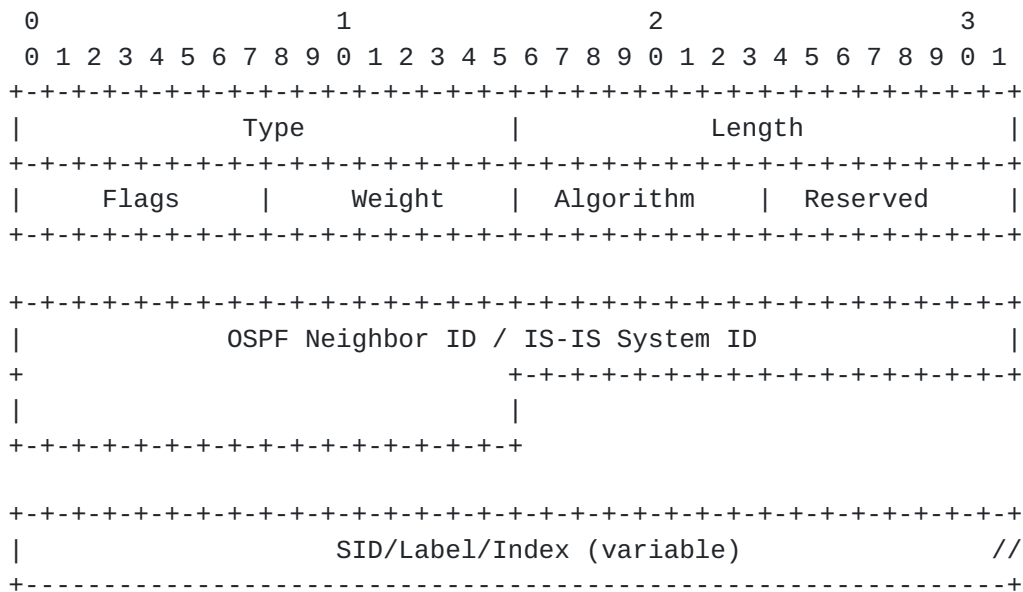 0                   1                   2                   3
 0 1 2 3 4 5 6 7 8 9 0 1 2 3 4 5 6 7 8 9 0 1 2 3 4 5 6 7 8 9 0 1
+-+-+-+-+-+-+-+-+-+-+-+-+-+-+-+-+-+-+-+-+-+-+-+-+-+-+-+-+-+-+-+-+
|              Type             |            Length             |
+-+-+-+-+-+-+-+-+-+-+-+-+-+-+-+-+-+-+-+-+-+-+-+-+-+-+-+-+-+-+-+-+
|     Flags     |     Weight    |  Algorithm    |  Reserved     |
+-+-+-+-+-+-+-+-+-+-+-+-+-+-+-+-+-+-+-+-+-+-+-+-+-+-+-+-+-+-+-+-+

+-+-+-+-+-+-+-+-+-+-+-+-+-+-+-+-+-+-+-+-+-+-+-+-+-+-+-+-+-+-+-+-+
|             OSPF Neighbor ID / IS-IS System ID                |
+                               +-+-+-+-+-+-+-+-+-+-+-+-+-+-+-+-+
|                               |
+-+-+-+-+-+-+-+-+-+-+-+-+-+-+-+-+

+-+-+-+-+-+-+-+-+-+-+-+-+-+-+-+-+-+-+-+-+-+-+-+-+-+-+-+-+-+-+-+-+
|                    SID/Label/Index (variable)                //
+---------------------------------------------------------------+